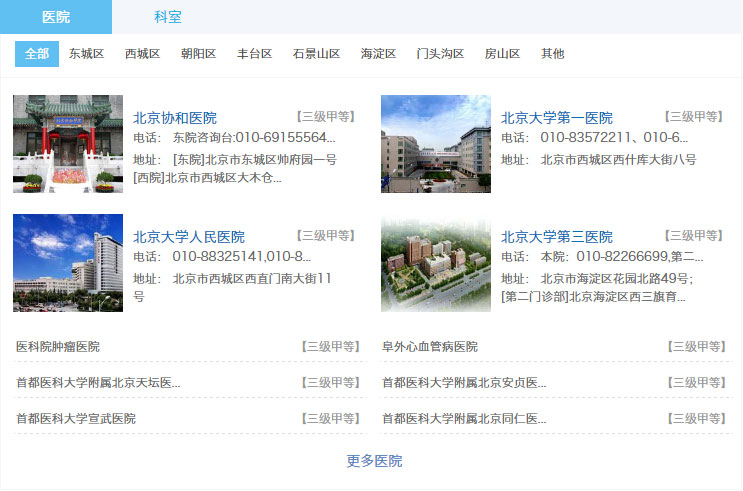 医院 科室
全部 东城区 西城区 朝阳区 丰台区 石景山区 海淀区 门头沟区 房山区 其他
北京协和医院 【三级甲等】
电话： 东院咨询台:010-69155564...
地址： [东院]北京市东城区帅府园一号
[西院]北京市西城区大木仓...
北京大学第一医院 【三级甲等】
电话： 010-83572211、010-6...
地址： 北京市西城区西什库大街八号
北京大学人民医院 【三级甲等】
电话： 010-88325141,010-8...
地址： 北京市西城区西直门南大街11
号
北京大学第三医院 【三级甲等】
电话： 本院：010-82266699,第二...
地址： 北京市海淀区花园北路49号；
[第二门诊部]北京海淀区西三旗育...
医科院肿瘤医院 【三级甲等】
阜外心血管病医院 【三级甲等】
首都医科大学附属北京天坛医... 【三级甲等】
首都医科大学附属北京安贞医... 【三级甲等】
首都医科大学宣武医院 【三级甲等】
首都医科大学附属北京同仁医... 【三级甲等】
更多医院